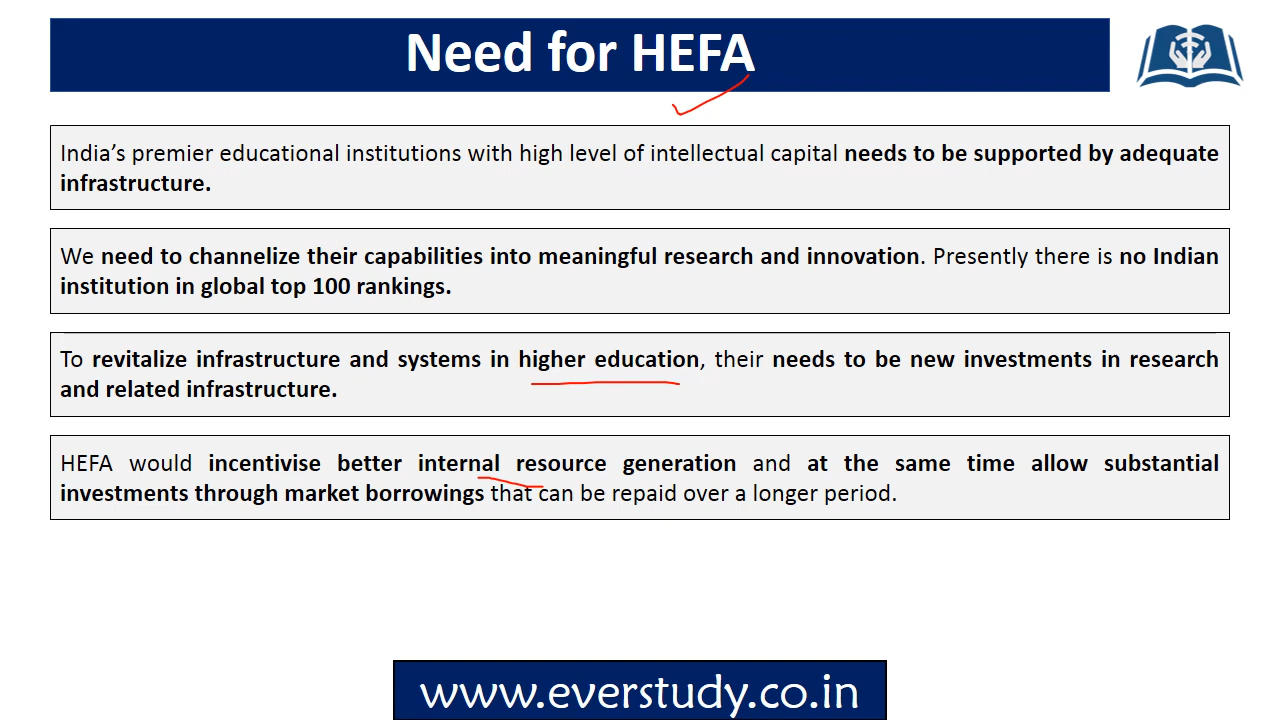 Need for HEFA
India’s premier educational institutions with high level of intellectual capital needs to be supported by adequate
infrastructure.
We need to channelize their capabilities into meaningful research and innovation. Presently there is no Indian
institution in global top 100 rankings.
To revitalize infrastructure and systems in higher education, their needs to be new investments in research
and related infrastructure.
HEFA would incentivise better internal resource generation and at the same time allow substantial
investments through market borrowings that can be repaid over a longer period.
www.everstudy.co.in